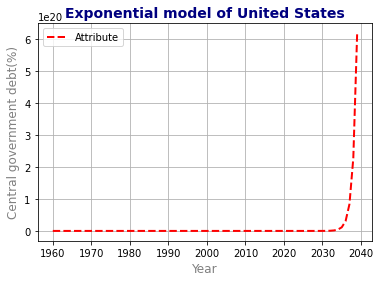 Exponential model of United States
1e20
Attribute
Central government debt(%)
6
5
4
3
2
1
0
1960 1970 1980 1990 2000 2010 2020 2030 2040
Year